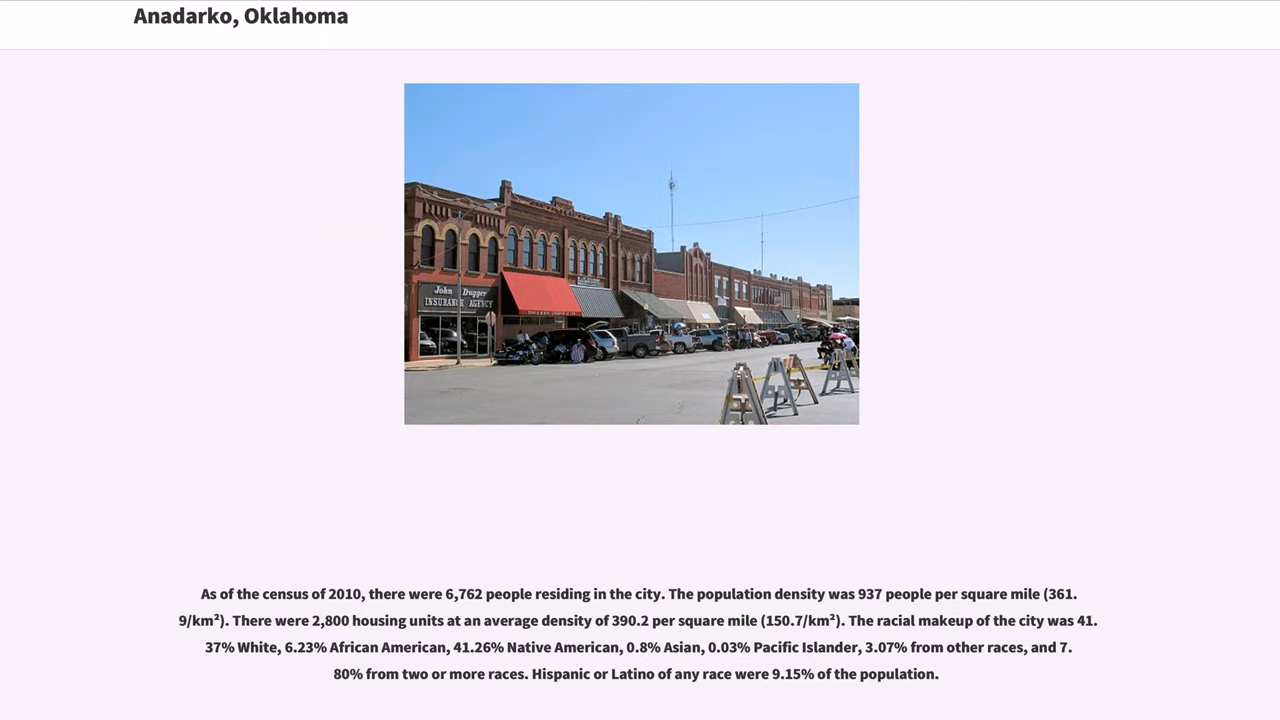 Anadarko, Oklahoma
John Dugger
INSURANCE AGENCY
As of the census of 2010, there were 6,762 people residing in the city. The population density was 937 people per square mile (361.
9/km²). There were 2,800 housing units at an average density of 390.2 per square mile (150.7/km²). The racial makeup of the city was 41.
37% White, 6.23% African American, 41.26% Native American, 0.8% Asian, 0.03% Pacific Islander, 3.07% from other races, and 7.
80% from two or more races. Hispanic or Latino of any race were 9.15% of the population.